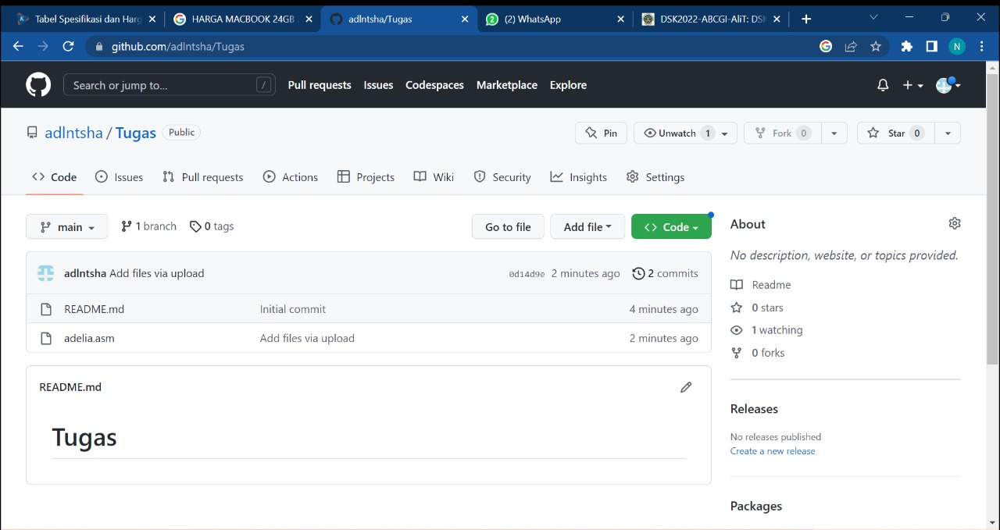 Tabel Spesifikasi dan Harg
HARGA MACBOOK 24GB
adlntsha/Tugas
2 (2) WhatsApp
DSK2022-ABCGI-AliT: DSK
github.com/adlntsha/Tugas
N
Search or jump to... /
Pull requests Issues Codespaces Marketplace Explore
adlntsha / Tugas Public
Pin
Unwatch 1
Fork 0
Star 0
Code Issues Pull requests Actions Projects Wiki Security Insights Settings
main 1 branch 0 tags
Go to file Add file Code
adlntsha Add files via upload 0d14d9e 2 minutes ago 2 commits
README.md Initial commit 4 minutes ago
adelia.asm Add files via upload 2 minutes ago
README.md
Tugas
About
No description, website, or topics provided.
Readme
0 stars
1 watching
0 forks
Releases
No releases published
Create a new release
Packages